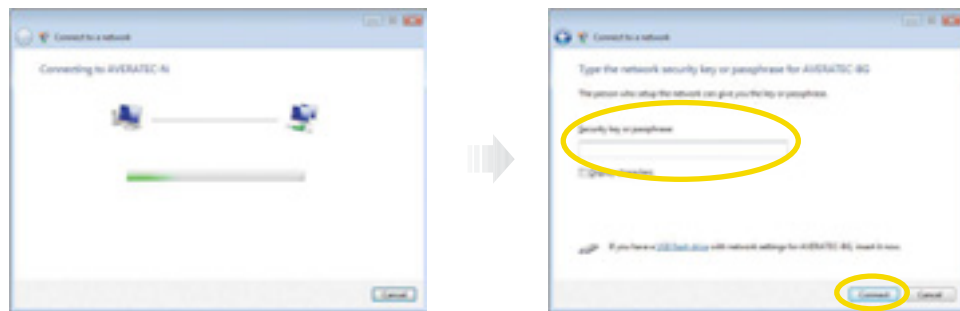 Connect to a network
Connecting to AVERATEC-N
Cancel
Connect to a network
Type the network security key or passphrase for AVERATEC-BG
The person who setup the network can give you the key or passphrase.
Security key or passphrase:
Display characters
If you have a USB flash drive with network settings for AVERATEC-BG, insert it now.
Connect Cancel